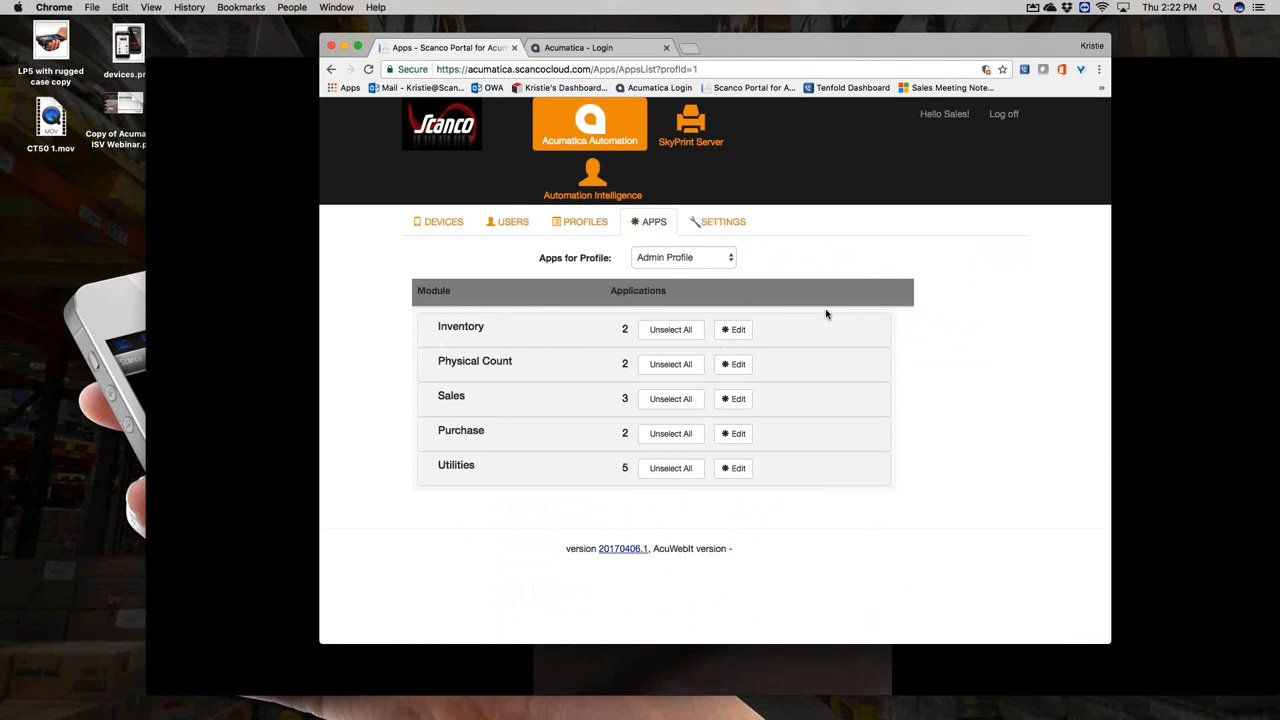 Chrome File Edit View History Bookmarks People Window Help Thu 2:22 PM
LP5 with rugged case copy
devices.pr
CT50 1.mov
Copy of Acuma
ISV Webinar.p
Apps - Scanco Portal for Acum
Acumatica - Login
Kristie
Secure https://acumatica.scancocloud.com/Apps/AppsList?profId=1
Apps Mail - Kristie@Scan... OWA Kristie's Dashboard... Acumatica Login Scanco Portal for A... Tenfold Dashboard Sales Meeting Note... »
Scanco
Acumatica Automation
SkyPrint Server
Hello Sales! Log off
Automation Intelligence
DEVICES USERS PROFILES APPS SETTINGS
Apps for Profile: Admin Profile
Module Applications
Inventory 2 Unselect All Edit
Physical Count 2 Unselect All Edit
Sales 3 Unselect All Edit
Purchase 2 Unselect All Edit
Utilities 5 Unselect All Edit
version 20170406.1, AcuWebIt version -
Scanco